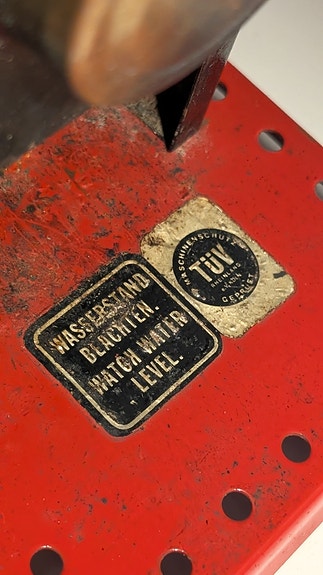 WASSERSTAND
BEACHTEN.
WATCH WATER
LEVEL.
MASCHINENSCHUTZ
TÜV
RHEINLAND
GEPRÜFT